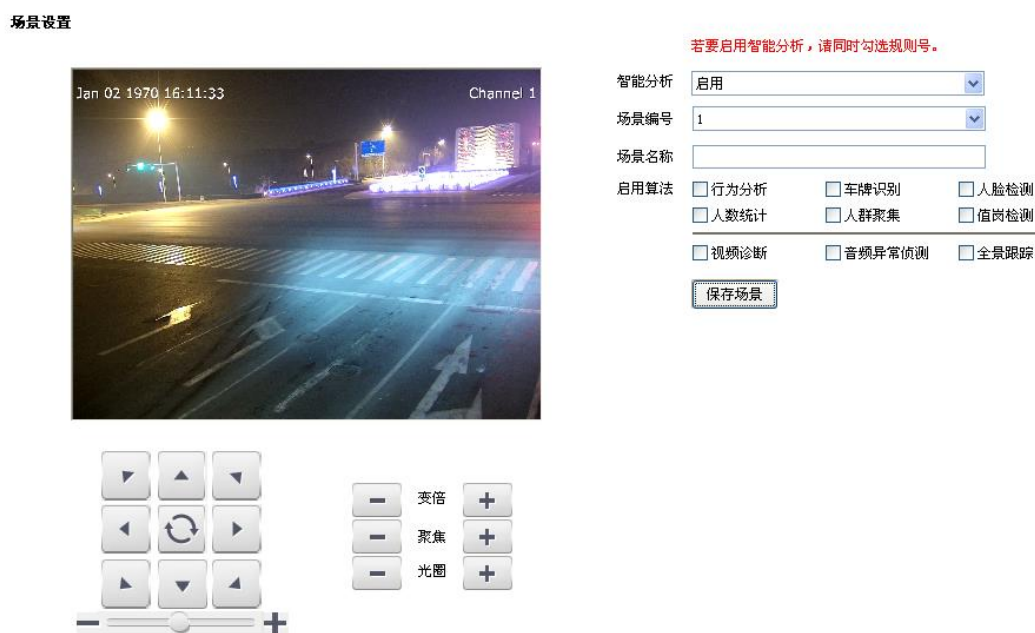 场景设置
若要启用智能分析，请同时勾选规则号。
Jan 02 1970 16:11:33 Channel 1
智能分析 启用
场景编号 1
场景名称
启用算法 行为分析 车牌识别 人脸检测
人数统计 人群聚集 值岗检测
视频诊断 音频异常侦测 全景跟踪
保存场景
变倍
聚焦
光圈